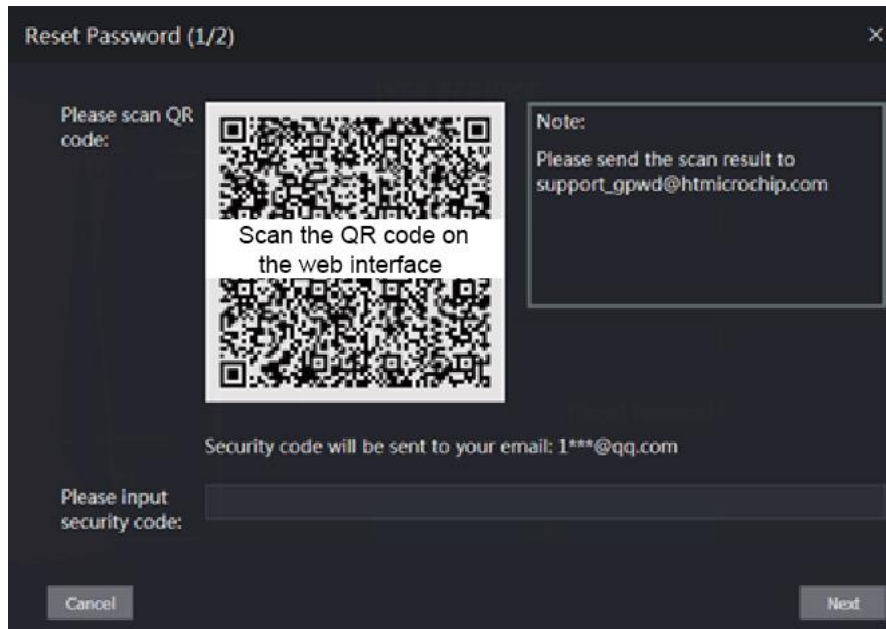 Reset Password (1/2)
×
Please scan QR
code:
Scan the QR code on
the web interface
Note:
Please send the scan result to
support_gpwd@htmicrochip.com
Security code will be sent to your email: 1***@qq.com
Please input
security code:
Cancel
Next